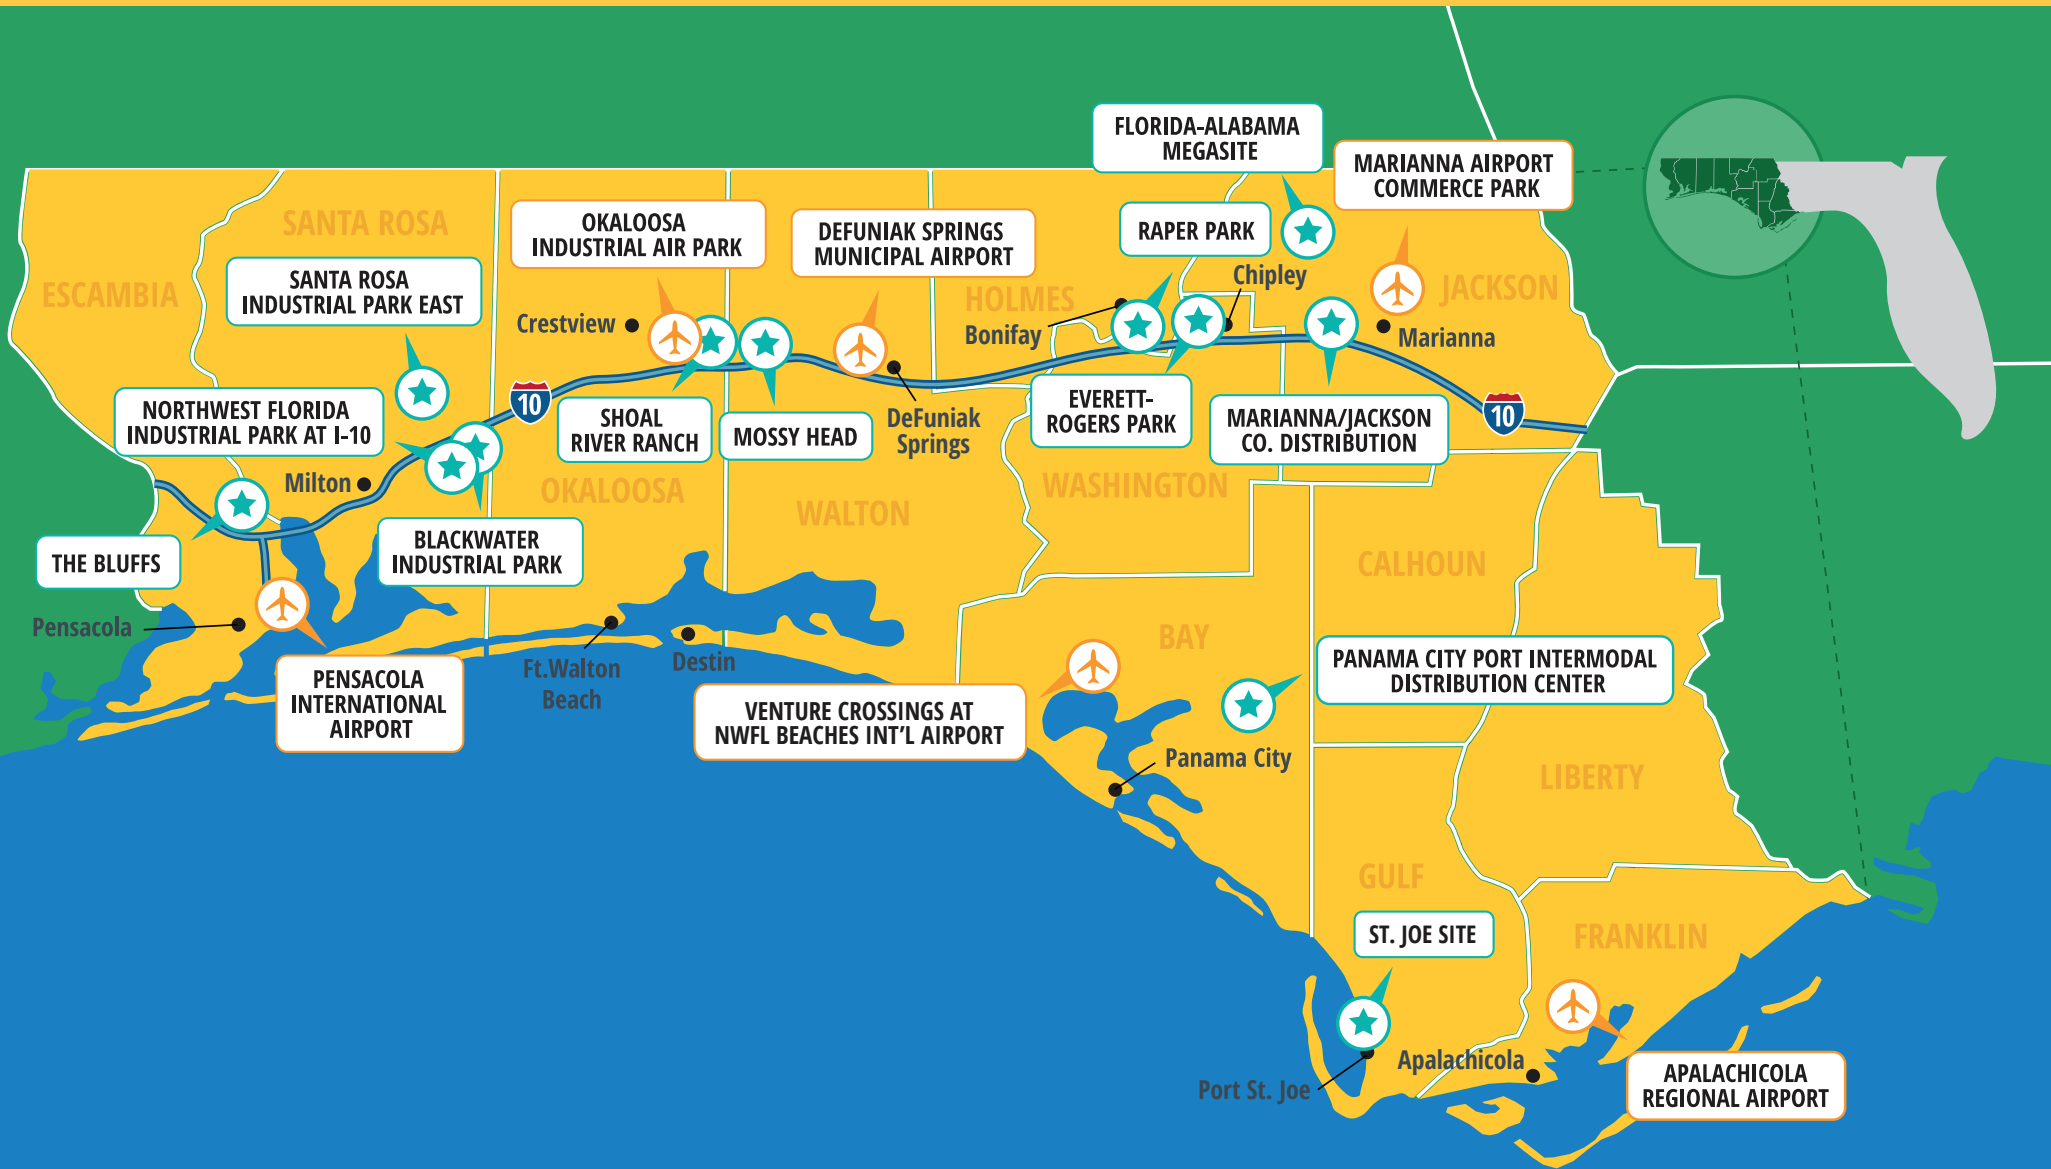 FLORIDA-ALABAMA
MEGASITE
MARIANNA AIRPORT
COMMERCE PARK
SANTA ROSA
OKALOOSA
INDUSTRIAL AIR PARK
DEFUNIAK SPRINGS
MUNICIPAL AIRPORT
RAPER PARK
ESCAMBIA
SANTA ROSA
INDUSTRIAL PARK EAST
HOLMES
Chipley
JACKSON
Crestview
Bonifay
Marianna
NORTHWEST FLORIDA
INDUSTRIAL PARK AT I-10
10
SHOAL
RIVER RANCH
MOSSY HEAD
DeFuniak
Springs
EVERETT-
ROGERS PARK
MARIANNA/JACKSON
CO. DISTRIBUTION
10
Milton
OKALOOSA
WALTON
WASHINGTON
THE BLUFFS
BLACKWATER
INDUSTRIAL PARK
CALHOUN
Pensacola
PENSACOLA
INTERNATIONAL
AIRPORT
Ft.Walton
Beach
Destin
BAY
PANAMA CITY PORT INTERMODAL
DISTRIBUTION CENTER
VENTURE CROSSINGS AT
NWFL BEACHES INT'L AIRPORT
Panama City
LIBERTY
GULF
ST. JOE SITE
FRANKLIN
Port St. Joe
Apalachicola
APALACHICOLA
REGIONAL AIRPORT